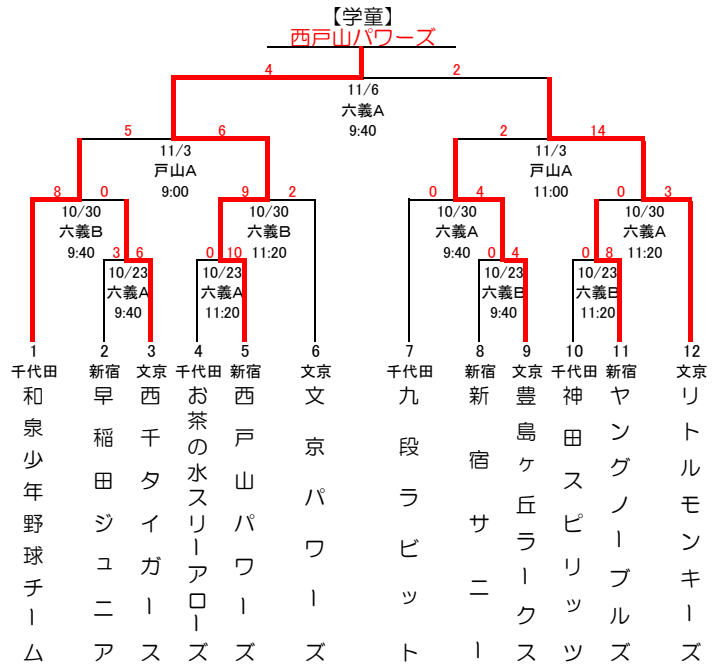 【学童】
西戸山パワーズ
4 2
11/6
六義A
9:40
5 6 2 14
11/3 11/3
戸山A 戸山A
9:00 11:00
8 0 9 2 0 4 0 3
10/30 10/30 10/30 10/30
六義B 六義B 六義A 六義A
9:40 11:20 9:40 11:20
3 6 0 10 0 4 0 8
10/23 10/23 10/23 10/23
六義A 六義A 六義B 六義B
9:40 11:20 9:40 11:20
1 2 3 4 5 6 7 8 9 10 11 12
千代田 新宿 文京 千代田 新宿 文京 千代田 新宿 文京 千代田 新宿 文京
和泉少年野球チーム
早稲田ジュニア
西千タイガース
お茶の水スリーアローズ
西戸山パワーズ
文京パワーズ
九段ラビット
新宿サニー
豊島ヶ丘ラークス
神田スピリッツ
ヤングノーブルズ
リトルモンキーズ